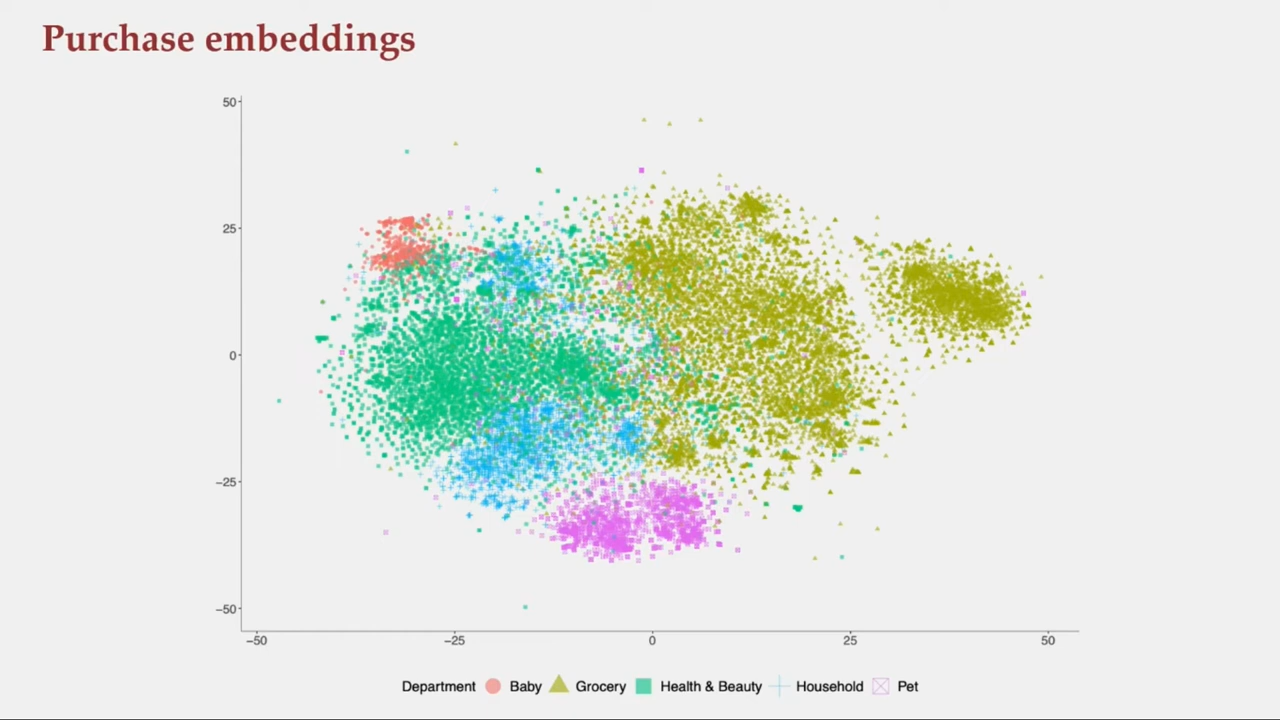 Purchase embeddings
50
25
0
−25
−50
−50 −25 0 25 50
Department Baby Grocery Health & Beauty Household Pet